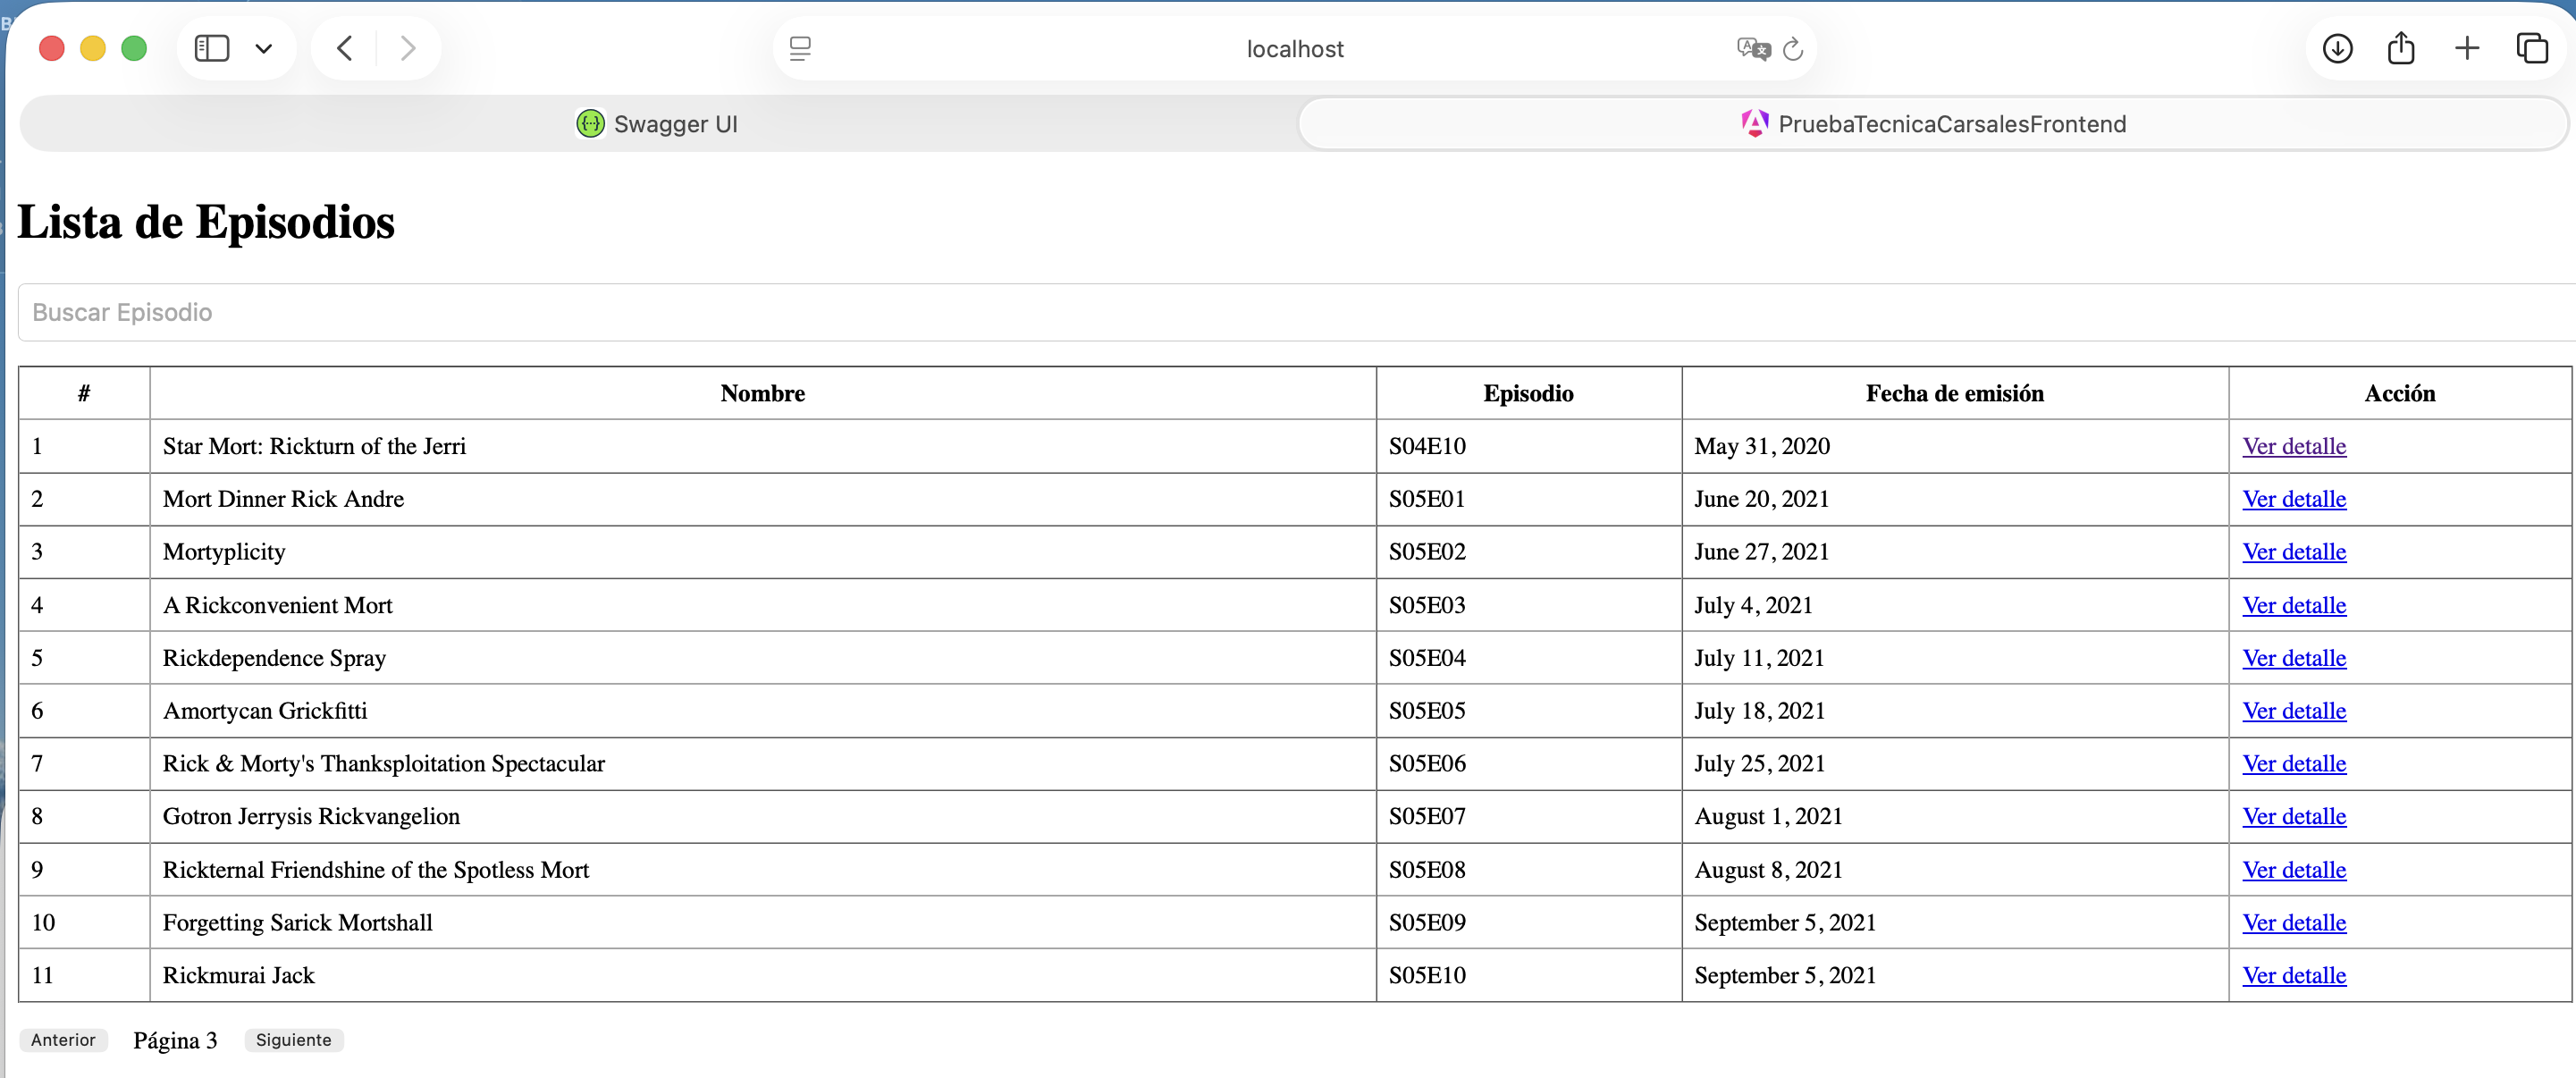 localhost
Swagger UI
PruebaTecnicaCarsalesFrontend
Lista de Episodios
Buscar Episodio
# Nombre Episodio Fecha de emisión Acción
1 Star Mort: Rickturn of the Jerri S04E10 May 31, 2020 Ver detalle
2 Mort Dinner Rick Andre S05E01 June 20, 2021 Ver detalle
3 Mortyplicity S05E02 June 27, 2021 Ver detalle
4 A Rickconvenient Mort S05E03 July 4, 2021 Ver detalle
5 Rickdependence Spray S05E04 July 11, 2021 Ver detalle
6 Amortycan Grickfitti S05E05 July 18, 2021 Ver detalle
7 Rick & Morty's Thanksploitation Spectacular S05E06 July 25, 2021 Ver detalle
8 Gotron Jerrysis Rickvangelion S05E07 August 1, 2021 Ver detalle
9 Rickternal Friendshine of the Spotless Mort S05E08 August 8, 2021 Ver detalle
10 Forgetting Sarick Mortshall S05E09 September 5, 2021 Ver detalle
11 Rickmurai Jack S05E10 September 5, 2021 Ver detalle
Anterior Página 3 Siguiente